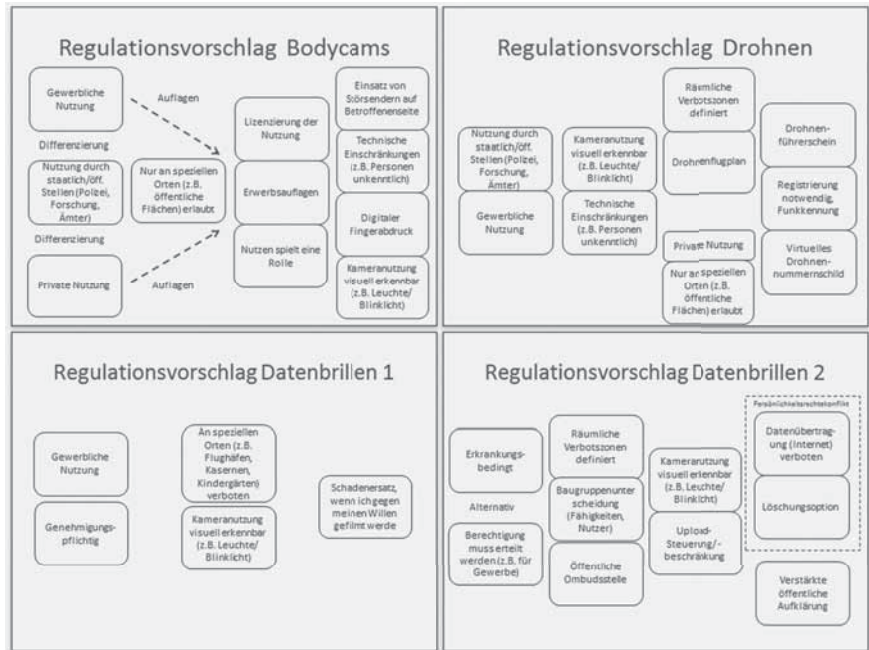 Regulationsvorschlag Bodycams
Gewerbliche
Nutzung
Auflagen
Differenzierung
Nutzung durch
staatlich/öff.
Stellen (Polizei,
Forschung,
Ämter)
Nur an speziellen
Orten (z.B.
öffentliche
Flächen) erlaubt
Differenzierung
Private Nutzung
Auflagen
Lizenzierung der
Nutzung
Erwerbsauflagen
Nutzen spielt eine
Rolle
Einsatz von
Störsendern auf
Betroffenenseite
Technische
Einschränkungen
(z.B. Personen
unkenntlich)
Digitaler
Fingerabdruck
Kameranutzung
visuell erkennbar
(z.B. Leuchte/
Blinklicht)
Regulationsvorschlag Drohnen
Nutzung durch
staatlich/öff.
Stellen (Polizei,
Forschung,
Ämter)
Gewerbliche
Nutzung
Kameranutzung
visuell erkennbar
(z.B. Leuchte/
Blinklicht)
Technische
Einschränkungen
(z.B. Personen
unkenntlich)
Räumliche
Verbotszonen
definiert
Drohnenflugplan
Private Nutzung
Nur an speziellen
Orten (z.B.
öffentliche
Flächen) erlaubt
Drohnen-
führerschein
Registrierung
notwendig,
Funkkennung
Virtuelles
Drohnen-
nummernschild
Regulationsvorschlag Datenbrillen 1
Gewerbliche
Nutzung
Genehmigungs-
pflichtig
An speziellen
Orten (z.B.
Flughäfen,
Kasernen,
Kindergärten)
verboten
Kameranutzung
visuell erkennbar
(z.B. Leuchte/
Blinklicht)
Schadenersatz,
wenn ich gegen
meinen Willen
gefilmt werde
Regulationsvorschlag Datenbrillen 2
Erkrankungs-
bedingt
Alternativ
Berechtigung
muss erteilt
werden (z.B. für
Gewerbe)
Räumliche
Verbotszonen
definiert
Baugruppenunter
scheidung
(Fähigkeiten,
Nutzer)
Öffentliche
Ombudsstelle
Kameranutzung
visuell erkennbar
(z.B. Leuchte/
Blinklicht)
Upload-
Steuerung/-
beschränkung
Persönlichkeitsrechtekonflikt
Datenübertrag-
ung (Internet)
verboten
Löschungsoption
Verstärkte
öffentliche
Aufklärung